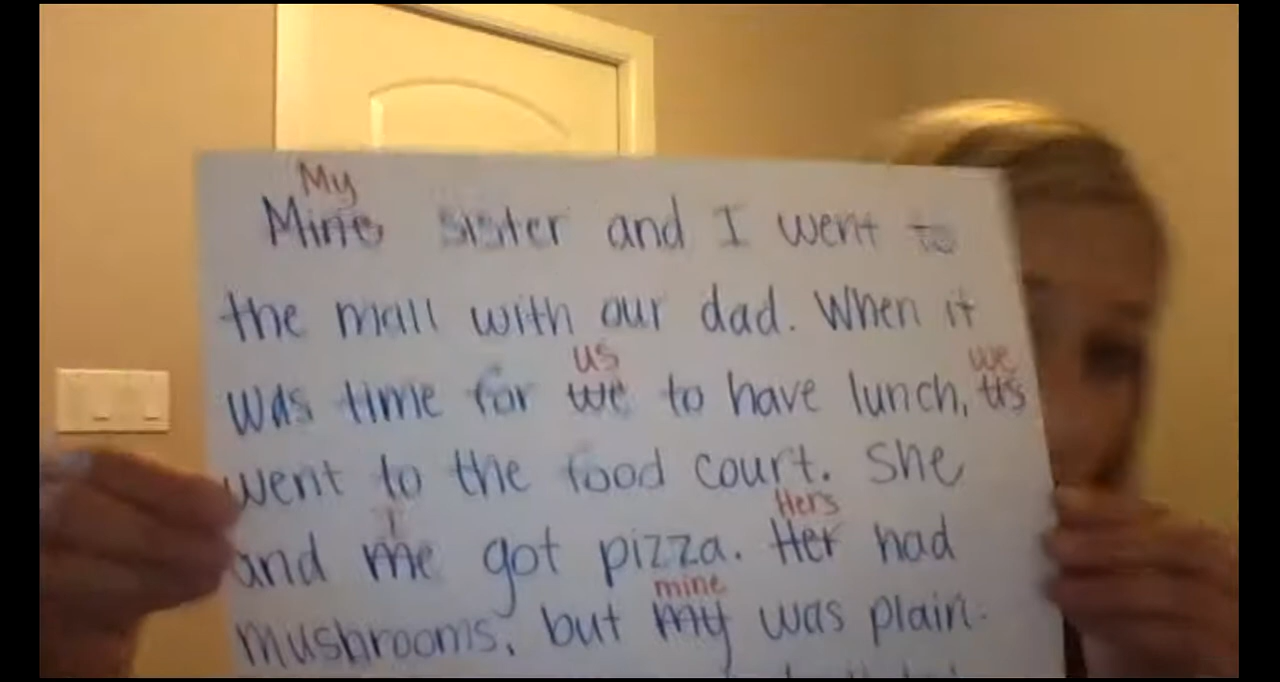 My
Mine sister and I went to
the mall with our dad. When it
us we
was time for we to have lunch, us
went to the food court. She
I Hers
and me got pizza. Her had
mine
mushrooms, but my was plain.